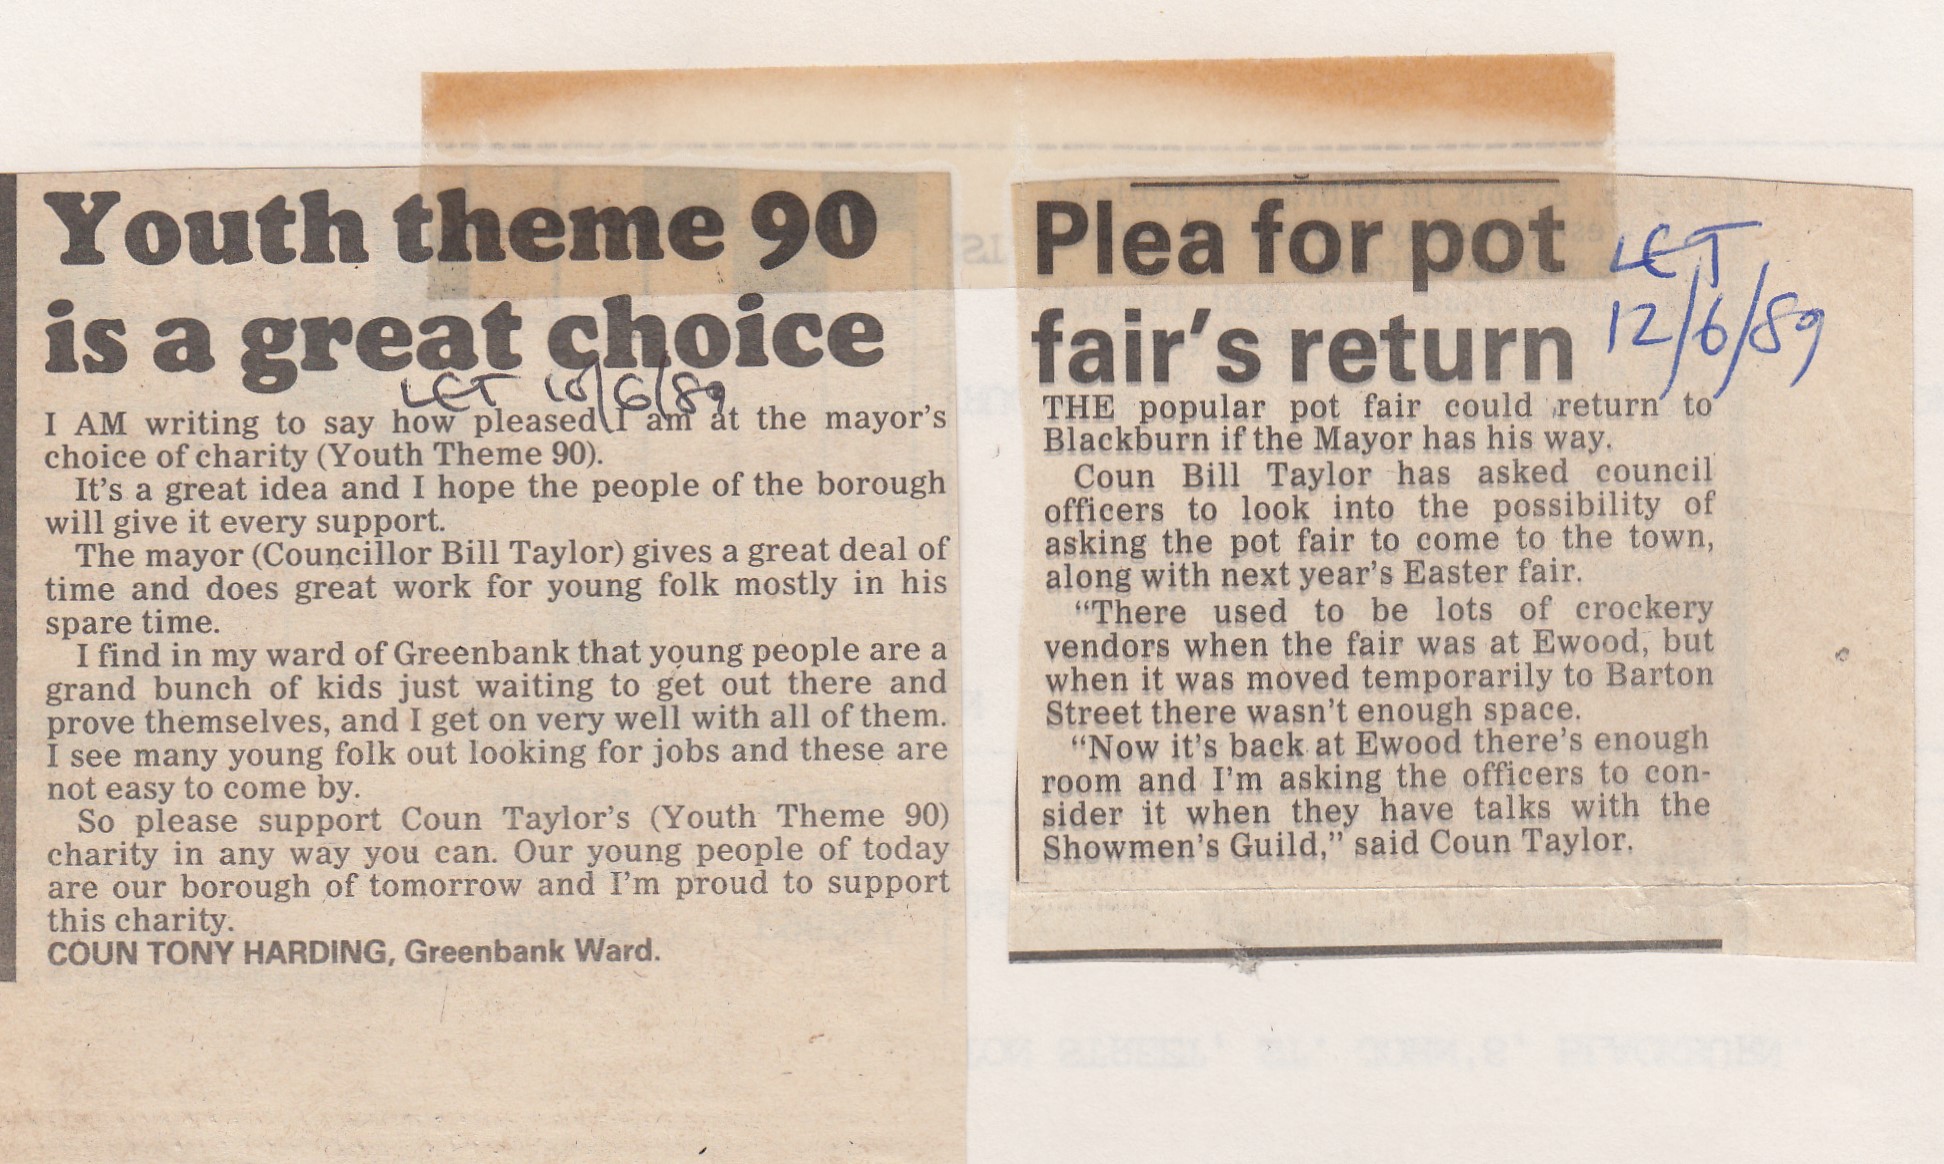 Youth theme 90
is a great choice
LET 10/6/89
I AM writing to say how pleased I am at the mayor's
choice of charity (Youth Theme 90).
It's a great idea and I hope the people of the borough
will give it every support.
The mayor (Councillor Bill Taylor) gives a great deal of
time and does great work for young folk mostly in his
spare time.
I find in my ward of Greenbank that young people are a
grand bunch of kids just waiting to get out there and
prove themselves, and I get on very well with all of them.
I see many young folk out looking for jobs and these are
not easy to come by.
So please support Coun Taylor's (Youth Theme 90)
charity in any way you can. Our young people of today
are our borough of tomorrow and I'm proud to support
this charity.
COUN TONY HARDING, Greenbank Ward.
Plea for pot
fair's return
LET
12/6/89
THE popular pot fair could return to
Blackburn if the Mayor has his way.
Coun Bill Taylor has asked council
officers to look into the possibility of
asking the pot fair to come to the town,
along with next year's Easter fair.
"There used to be lots of crockery
vendors when the fair was at Ewood, but
when it was moved temporarily to Barton
Street there wasn't enough space.
"Now it's back at Ewood there's enough
room and I'm asking the officers to con-
sider it when they have talks with the
Showmen's Guild," said Coun Taylor.